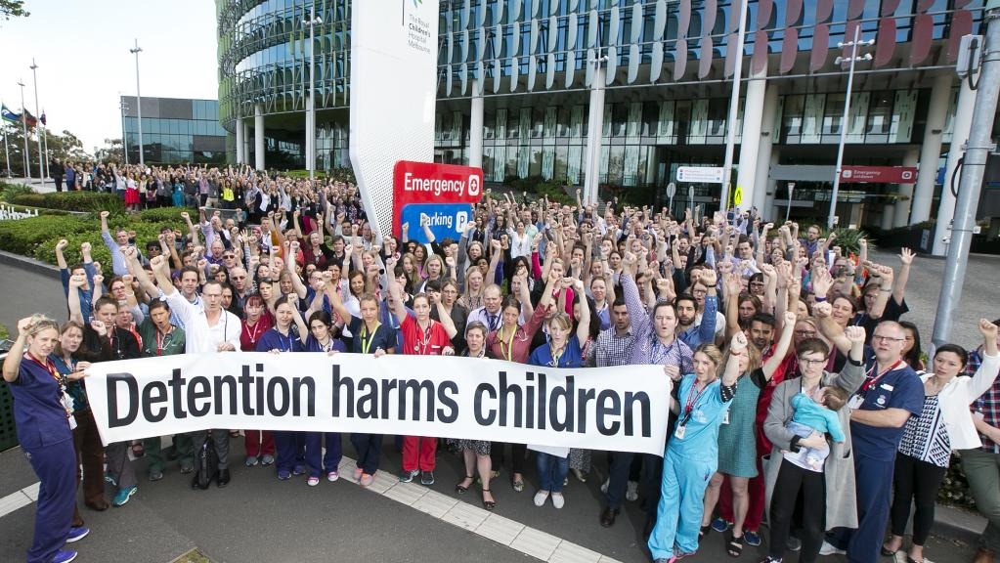 The Royal
Children's
Hospital
Melbourne
Emergency
Parking P
Emergency
Detention harms children